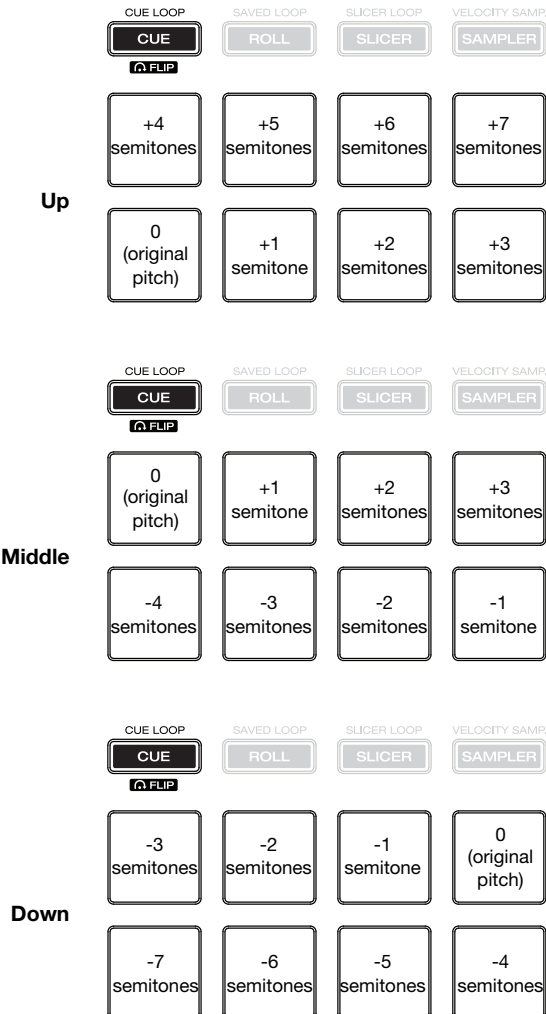 CUE LOOP SAVED LOOP SLICER LOOP VELOCITY SAMP.
CUE ROLL SLICER SAMPLER
FLIP
+4 semitones
+5 semitones
+6 semitones
+7 semitones
Up
0 (original pitch)
+1 semitone
+2 semitones
+3 semitones
CUE LOOP SAVED LOOP SLICER LOOP VELOCITY SAMP.
CUE ROLL SLICER SAMPLER
FLIP
0 (original pitch)
+1 semitone
+2 semitones
+3 semitones
Middle
-4 semitones
-3 semitones
-2 semitones
-1 semitone
CUE LOOP SAVED LOOP SLICER LOOP VELOCITY SAMP.
CUE ROLL SLICER SAMPLER
FLIP
-3 semitones
-2 semitones
-1 semitone
0 (original pitch)
Down
-7 semitones
-6 semitones
-5 semitones
-4 semitones